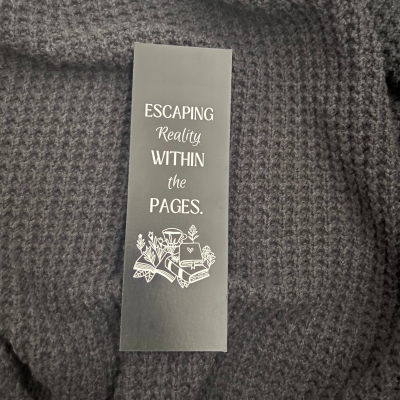 ESCAPING
Reality
WITHIN
the
PAGES.